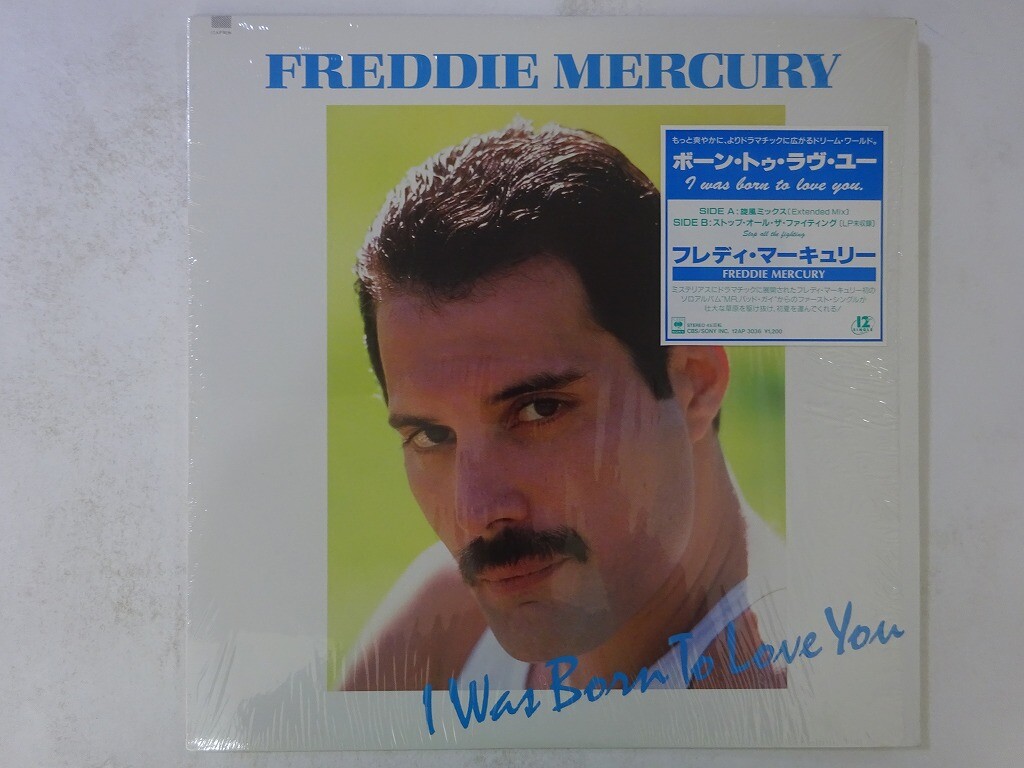 FREDDIE MERCURY
もっと爽やかに、よりドラマチックに広がるドリーム・ワールド。
ボーン・トゥ・ラヴ・ユー
I was born to love you.
SIDE A:旋風ミックス(Extended Mix)
SIDE B:ストップ・オール・ザ・ファイティング(LP未収録)
Stop all the fighting
フレディ・マーキュリー
FREDDIE MERCURY
ミステリアスにドラマチックに展開されたフレディ・マーキュリー初の
ソロアルバム"MR.バッド・ガイ"からのファースト・シングルが
壮大な草原を駆け抜け、初夏を運んでくれる!
STEREO
CBS/SONY INC. 12AP 3036 ¥1,200
12"
SINGLE
I Was Born To Love You